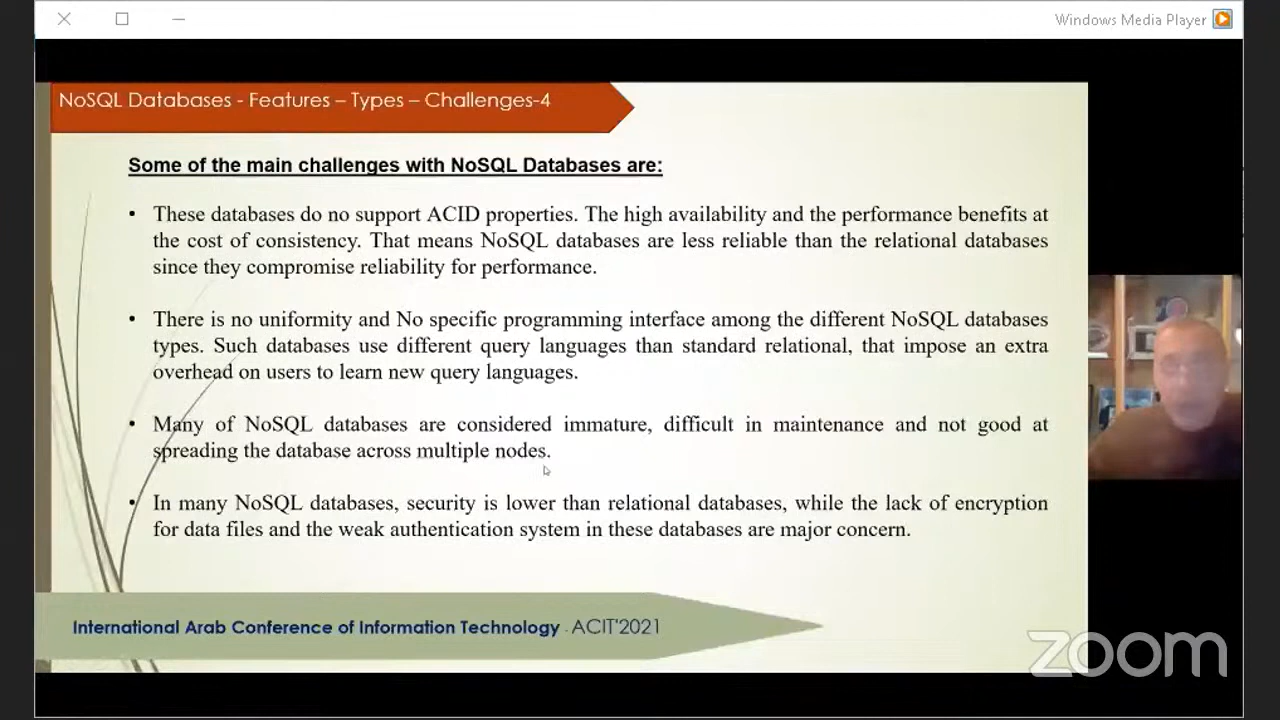 Windows Media Player
NoSQL Databases - Features – Types – Challenges-4
Some of the main challenges with NoSQL Databases are:
• These databases do no support ACID properties. The high availability and the performance benefits at
the cost of consistency. That means NoSQL databases are less reliable than the relational databases
since they compromise reliability for performance.
• There is no uniformity and No specific programming interface among the different NoSQL databases
types. Such databases use different query languages than standard relational, that impose an extra
overhead on users to learn new query languages.
• Many of NoSQL databases are considered immature, difficult in maintenance and not good at
spreading the database across multiple nodes.
• In many NoSQL databases, security is lower than relational databases, while the lack of encryption
for data files and the weak authentication system in these databases are major concern.
International Arab Conference of Information Technology - ACIT'2021
zoom